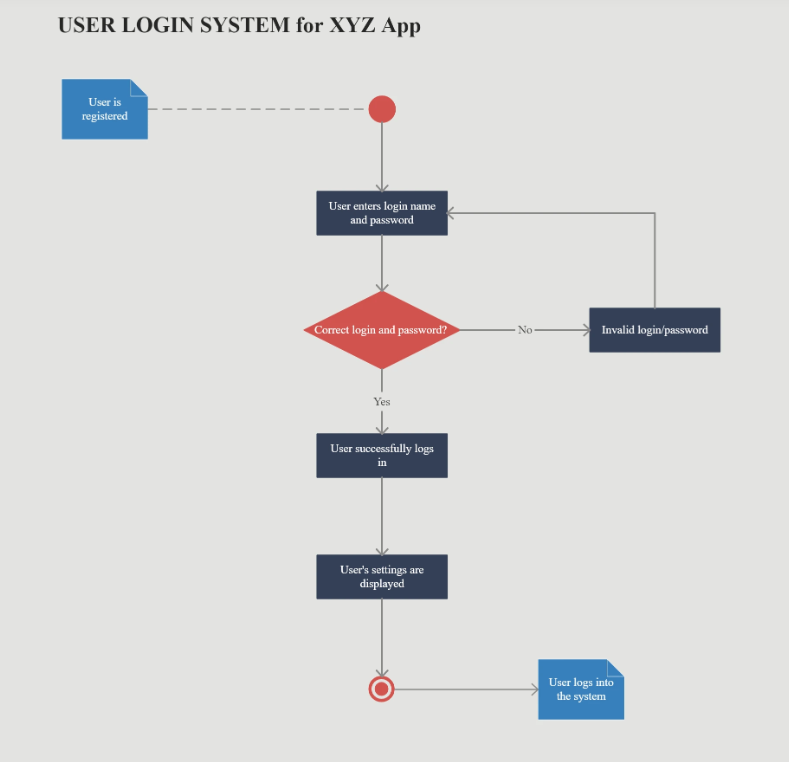 USER LOGIN SYSTEM for XYZ App
User is
registered
User enters login name
and password
Correct login and password?
No
Invalid login/password
Yes
User successfully logs
in
User's settings are
displayed
User logs into
the system